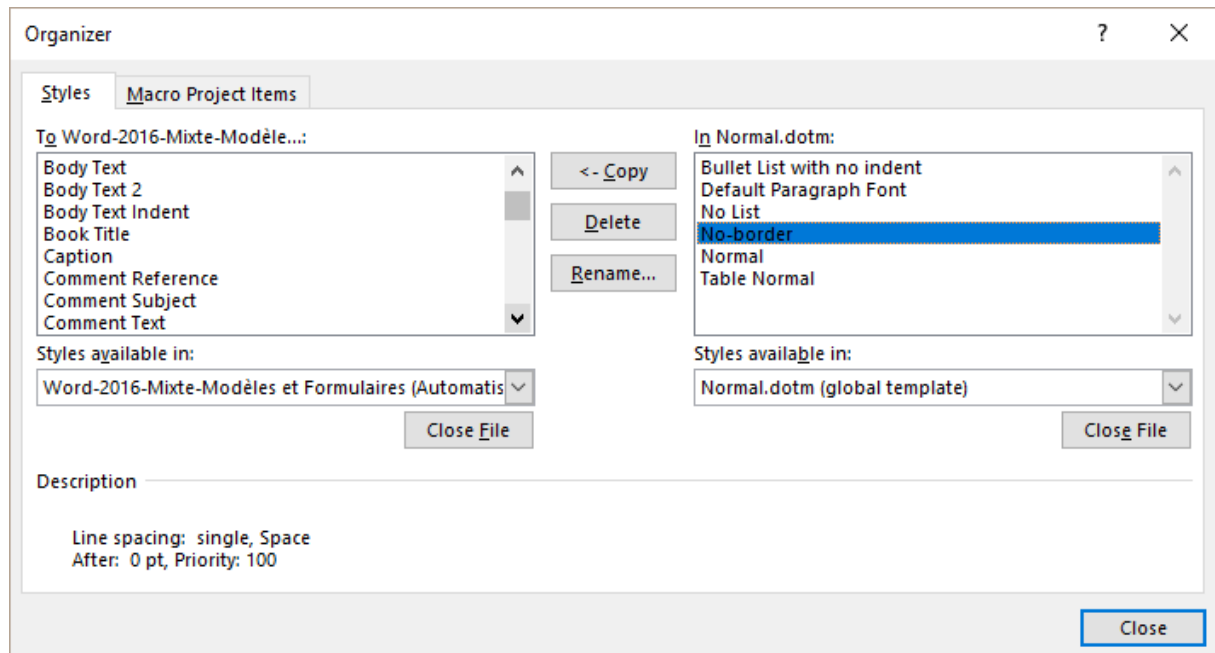 Organizer
?
Styles
Macro Project Items
To Word-2016-Mixte-Modèle...:
Body Text
Body Text 2
Body Text Indent
Book Title
Caption
Comment Reference
Comment Subject
Comment Text
Styles available in:
Word-2016-Mixte-Modèles et Formulaires (Automatis
Close File
<- Copy
Delete
Rename...
In Normal.dotm:
Bullet List with no indent
Default Paragraph Font
No List
No-border
Normal
Table Normal
Styles available in:
Normal.dotm (global template)
Close File
Description
Line spacing:  single, Space
After:  0 pt, Priority: 100
Close